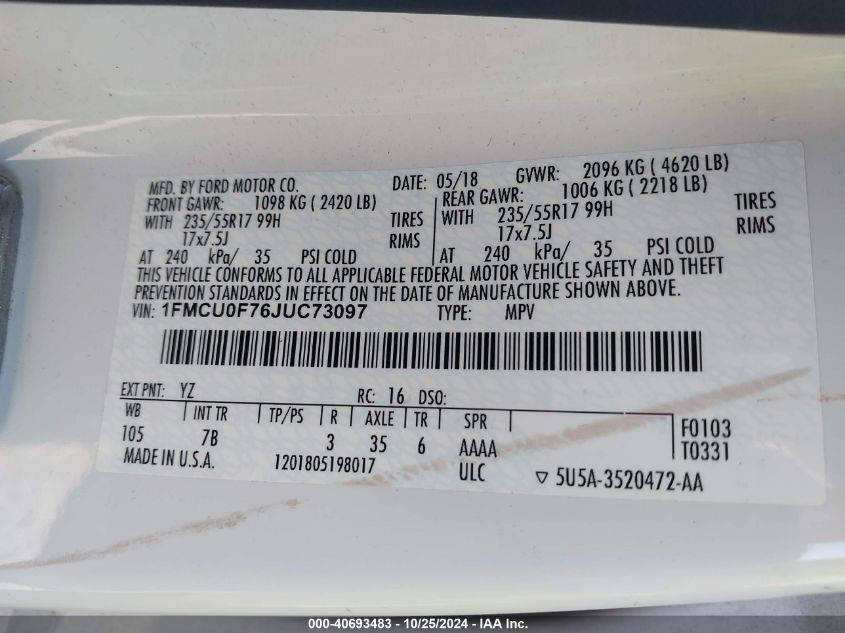 MFD. BY FORD MOTOR CO. DATE: 05/18 GVWR: 2096 KG ( 4620 LB)
FRONT GAWR: 1098 KG ( 2420 LB) REAR GAWR: 1006 KG ( 2218 LB)
WITH 235/55R17 99H TIRES WITH 235/55R17 99H TIRES
17x7.5J RIMS 17x7.5J RIMS
AT 240 kPa/ 35 PSI COLD AT 240 kPa/ 35 PSI COLD
THIS VEHICLE CONFORMS TO ALL APPLICABLE FEDERAL MOTOR VEHICLE SAFETY AND THEFT
PREVENTION STANDARDS IN EFFECT ON THE DATE OF MANUFACTURE SHOWN ABOVE.
VIN: 1FMCU0F76JUC73097 TYPE: MPV
EXT PNT: YZ RC: 16 DSO:
WB INT TR TP/PS R AXLE TR SPR F0103
105 7B 3 35 6 AAAA T0331
MADE IN U.S.A. 1201805198017 ULC ▽ 5U5A-3520472-AA
000-40693483 - 10/25/2024 - IAA Inc.